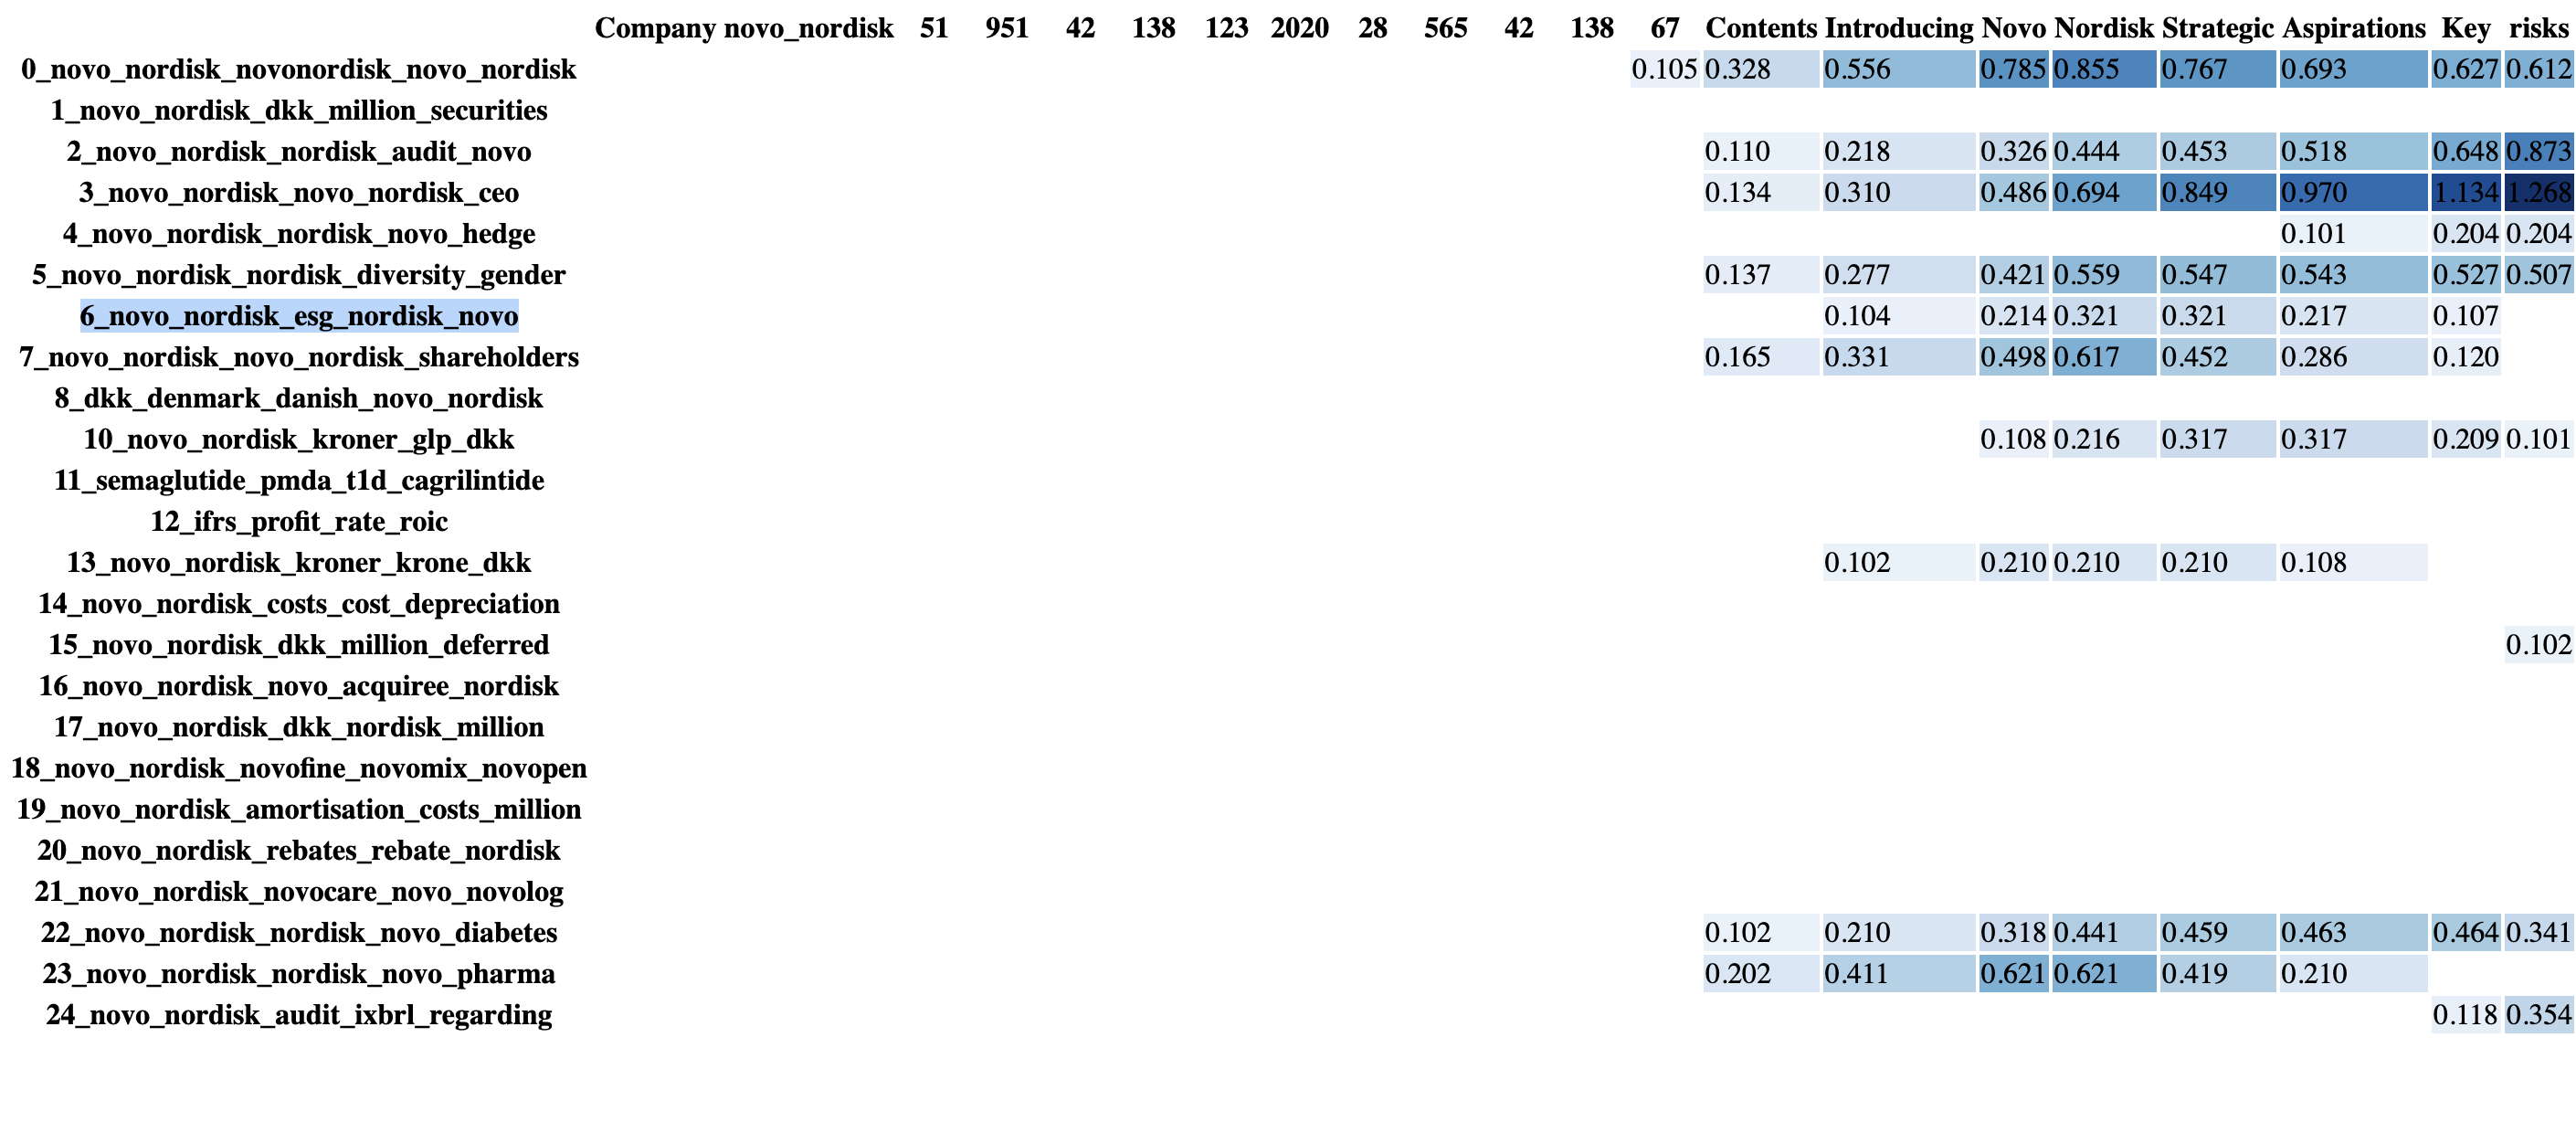 Company novo_nordisk 51 951 42 138 123 2020 28 565 42 138 67 Contents Introducing Novo Nordisk Strategic Aspirations Key risks
0_novo_nordisk_novonordisk_novo_nordisk 0.105 0.328 0.556 0.785 0.855 0.767 0.693 0.627 0.612
1_novo_nordisk_dkk_million_securities
2_novo_nordisk_nordisk_audit_novo 0.110 0.218 0.326 0.444 0.453 0.518 0.648 0.873
3_novo_nordisk_novo_nordisk_ceo 0.134 0.310 0.486 0.694 0.849 0.970 1.134 1.268
4_novo_nordisk_nordisk_novo_hedge 0.101 0.204 0.204
5_novo_nordisk_nordisk_diversity_gender 0.137 0.277 0.421 0.559 0.547 0.543 0.527 0.507
6_novo_nordisk_esg_nordisk_novo 0.104 0.214 0.321 0.321 0.217 0.107
7_novo_nordisk_novo_nordisk_shareholders 0.165 0.331 0.498 0.617 0.452 0.286 0.120
8_dkk_denmark_danish_novo_nordisk
10_novo_nordisk_kroner_glp_dkk 0.108 0.216 0.317 0.317 0.209 0.101
11_semaglutide_pmda_t1d_cagrilintide
12_ifrs_profit_rate_roic
13_novo_nordisk_kroner_krone_dkk 0.102 0.210 0.210 0.210 0.108
14_novo_nordisk_costs_cost_depreciation
15_novo_nordisk_dkk_million_deferred 0.102
16_novo_nordisk_novo_acquiree_nordisk
17_novo_nordisk_dkk_nordisk_million
18_novo_nordisk_novofine_novomix_novopen
19_novo_nordisk_amortisation_costs_million
20_novo_nordisk_rebates_rebate_nordisk
21_novo_nordisk_novocare_novo_novolog
22_novo_nordisk_nordisk_novo_diabetes 0.102 0.210 0.318 0.441 0.459 0.463 0.464 0.341
23_novo_nordisk_nordisk_novo_pharma 0.202 0.411 0.621 0.621 0.419 0.210
24_novo_nordisk_audit_ixbrl_regarding 0.118 0.354